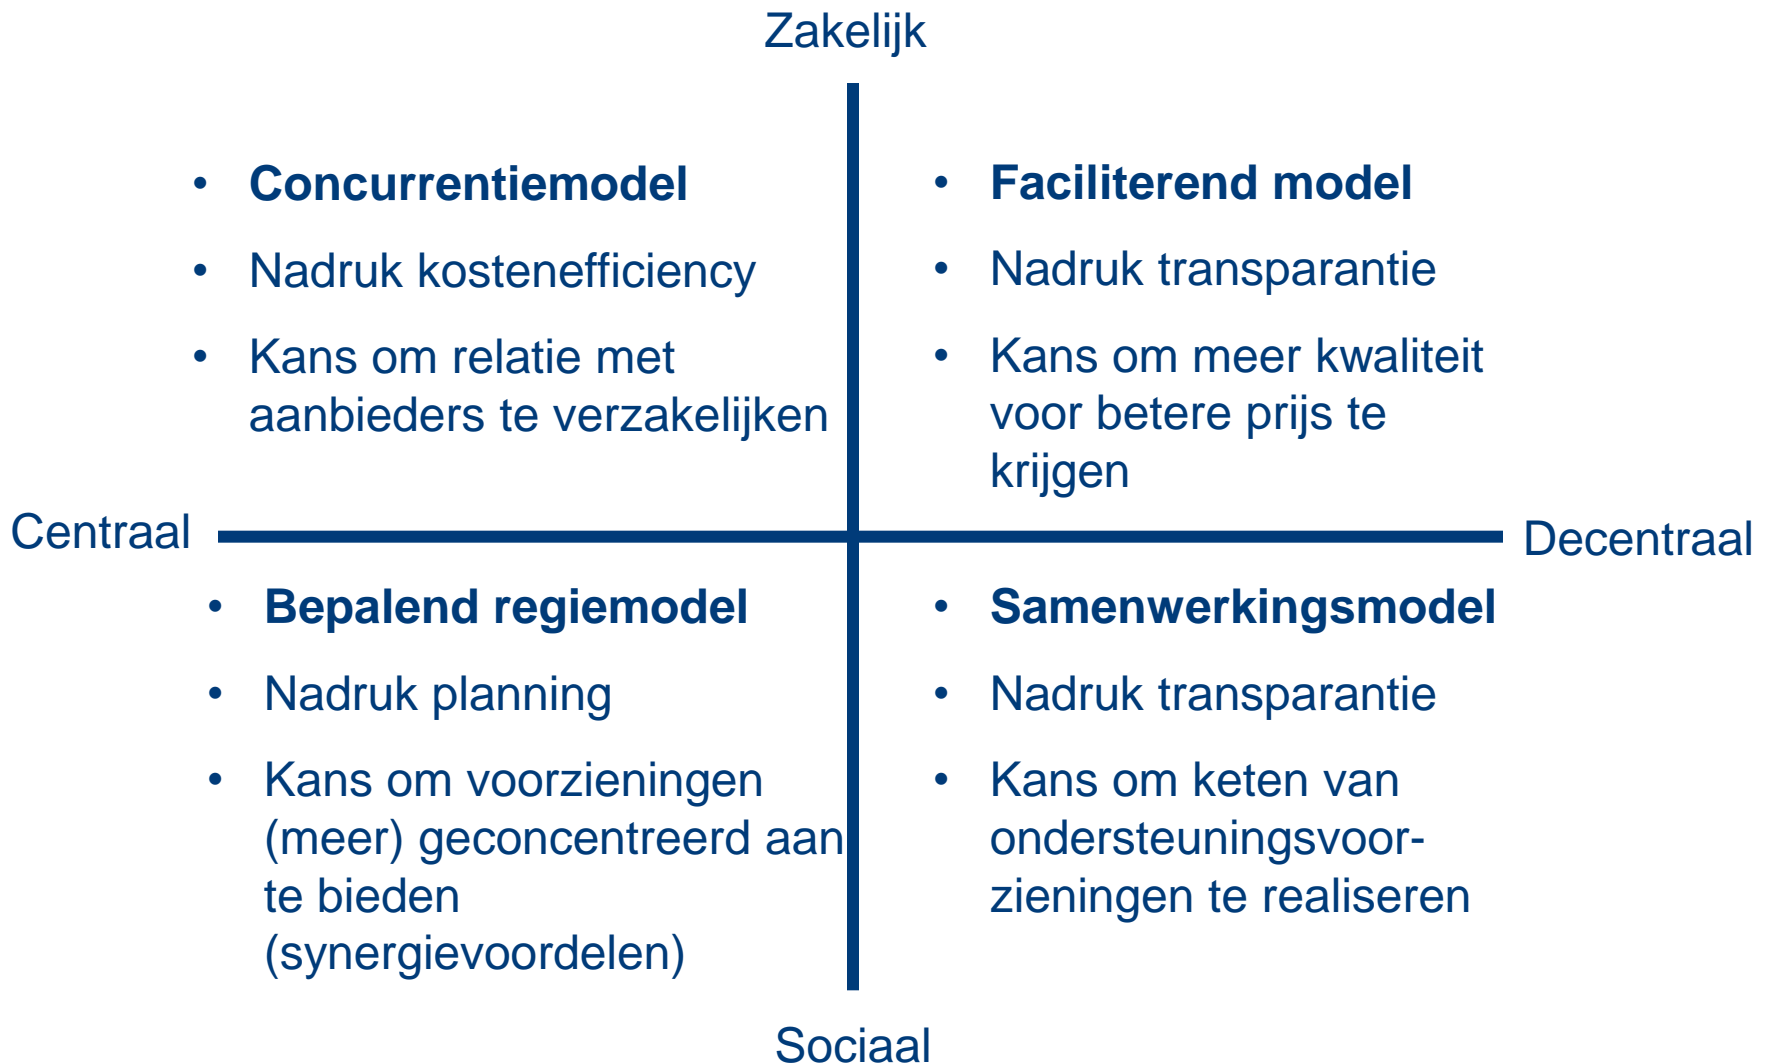 Zakelijk
• Concurrentiemodel
• Nadruk kostenefficiency
• Kans om relatie met
aanbieders te verzakelijken
• Faciliterend model
• Nadruk transparantie
• Kans om meer kwaliteit
voor betere prijs te
krijgen
Centraal
Decentraal
• Bepalend regiemodel
• Nadruk planning
• Kans om voorzieningen
(meer) geconcentreerd aan
te bieden
(synergievoordelen)
• Samenwerkingsmodel
• Nadruk transparantie
• Kans om keten van
ondersteuningsvoor-
zieningen te realiseren
Sociaal